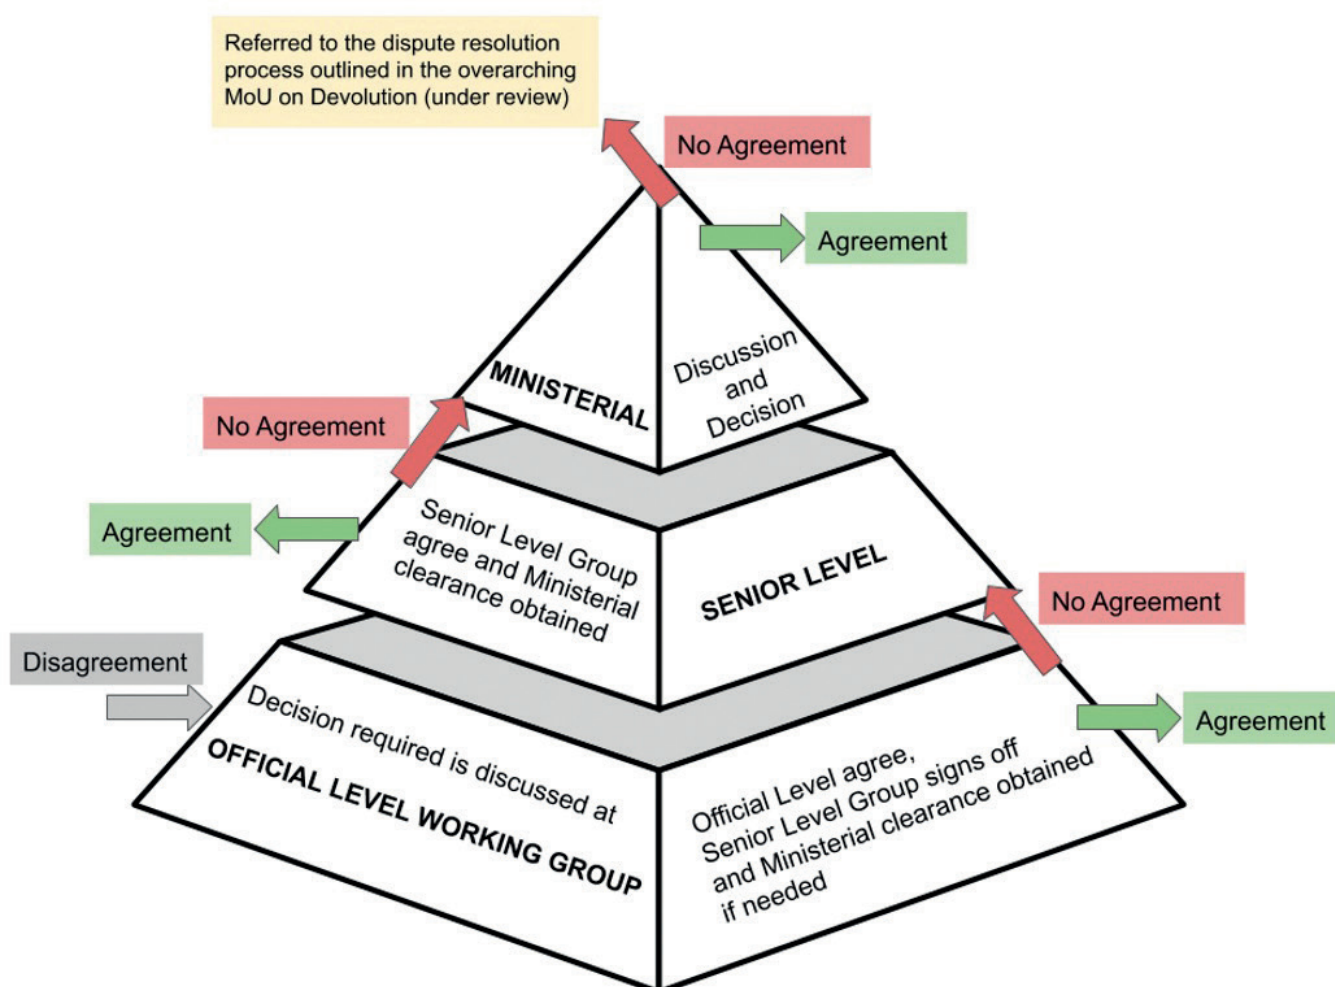 Referred to the dispute resolution
process outlined in the overarching
MoU on Devolution (under review)
No Agreement
Agreement
MINISTERIAL
Discussion
and
Decision
No Agreement
Agreement
Senior Level Group
agree and Ministerial
clearance obtained
SENIOR LEVEL
No Agreement
Disagreement
Decision required is discussed at
OFFICIAL LEVEL WORKING GROUP
Agreement
Official Level agree,
Senior Level Group signs off
and Ministerial clearance obtained
if needed